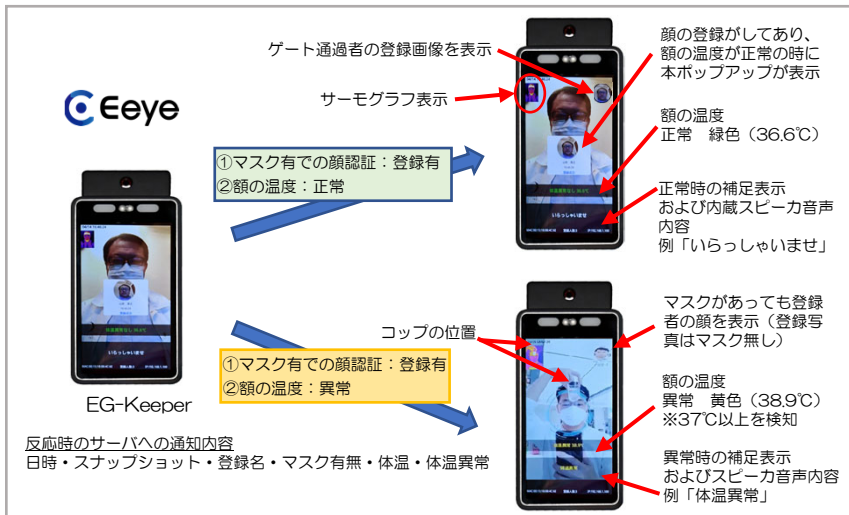 Eeye
EG-Keeper
反応時のサーバへの通知内容
日時・スナップショット・登録名・マスク有無・体温・体温異常
①マスク有での顔認証：登録有
②額の温度：正常
①マスク有での顔認証：登録有
②額の温度：異常
ゲート通過者の登録画像を表示
サーモグラフ表示
顔の登録がしてあり、
額の温度が正常の時に
本ポップアップが表示
額の温度
正常　緑色（36.6℃）
正常時の補足表示
および内蔵スピーカ音声
内容
例「いらっしゃいませ」
コップの位置
マスクがあっても登録
者の顔を表示（登録写
真はマスク無し）
額の温度
異常　黄色（38.9℃）
※37℃以上を検知
異常時の補足表示
およびスピーカ音声内容
例「体温異常」
いらっしゃいませ
いらっしゃいませ